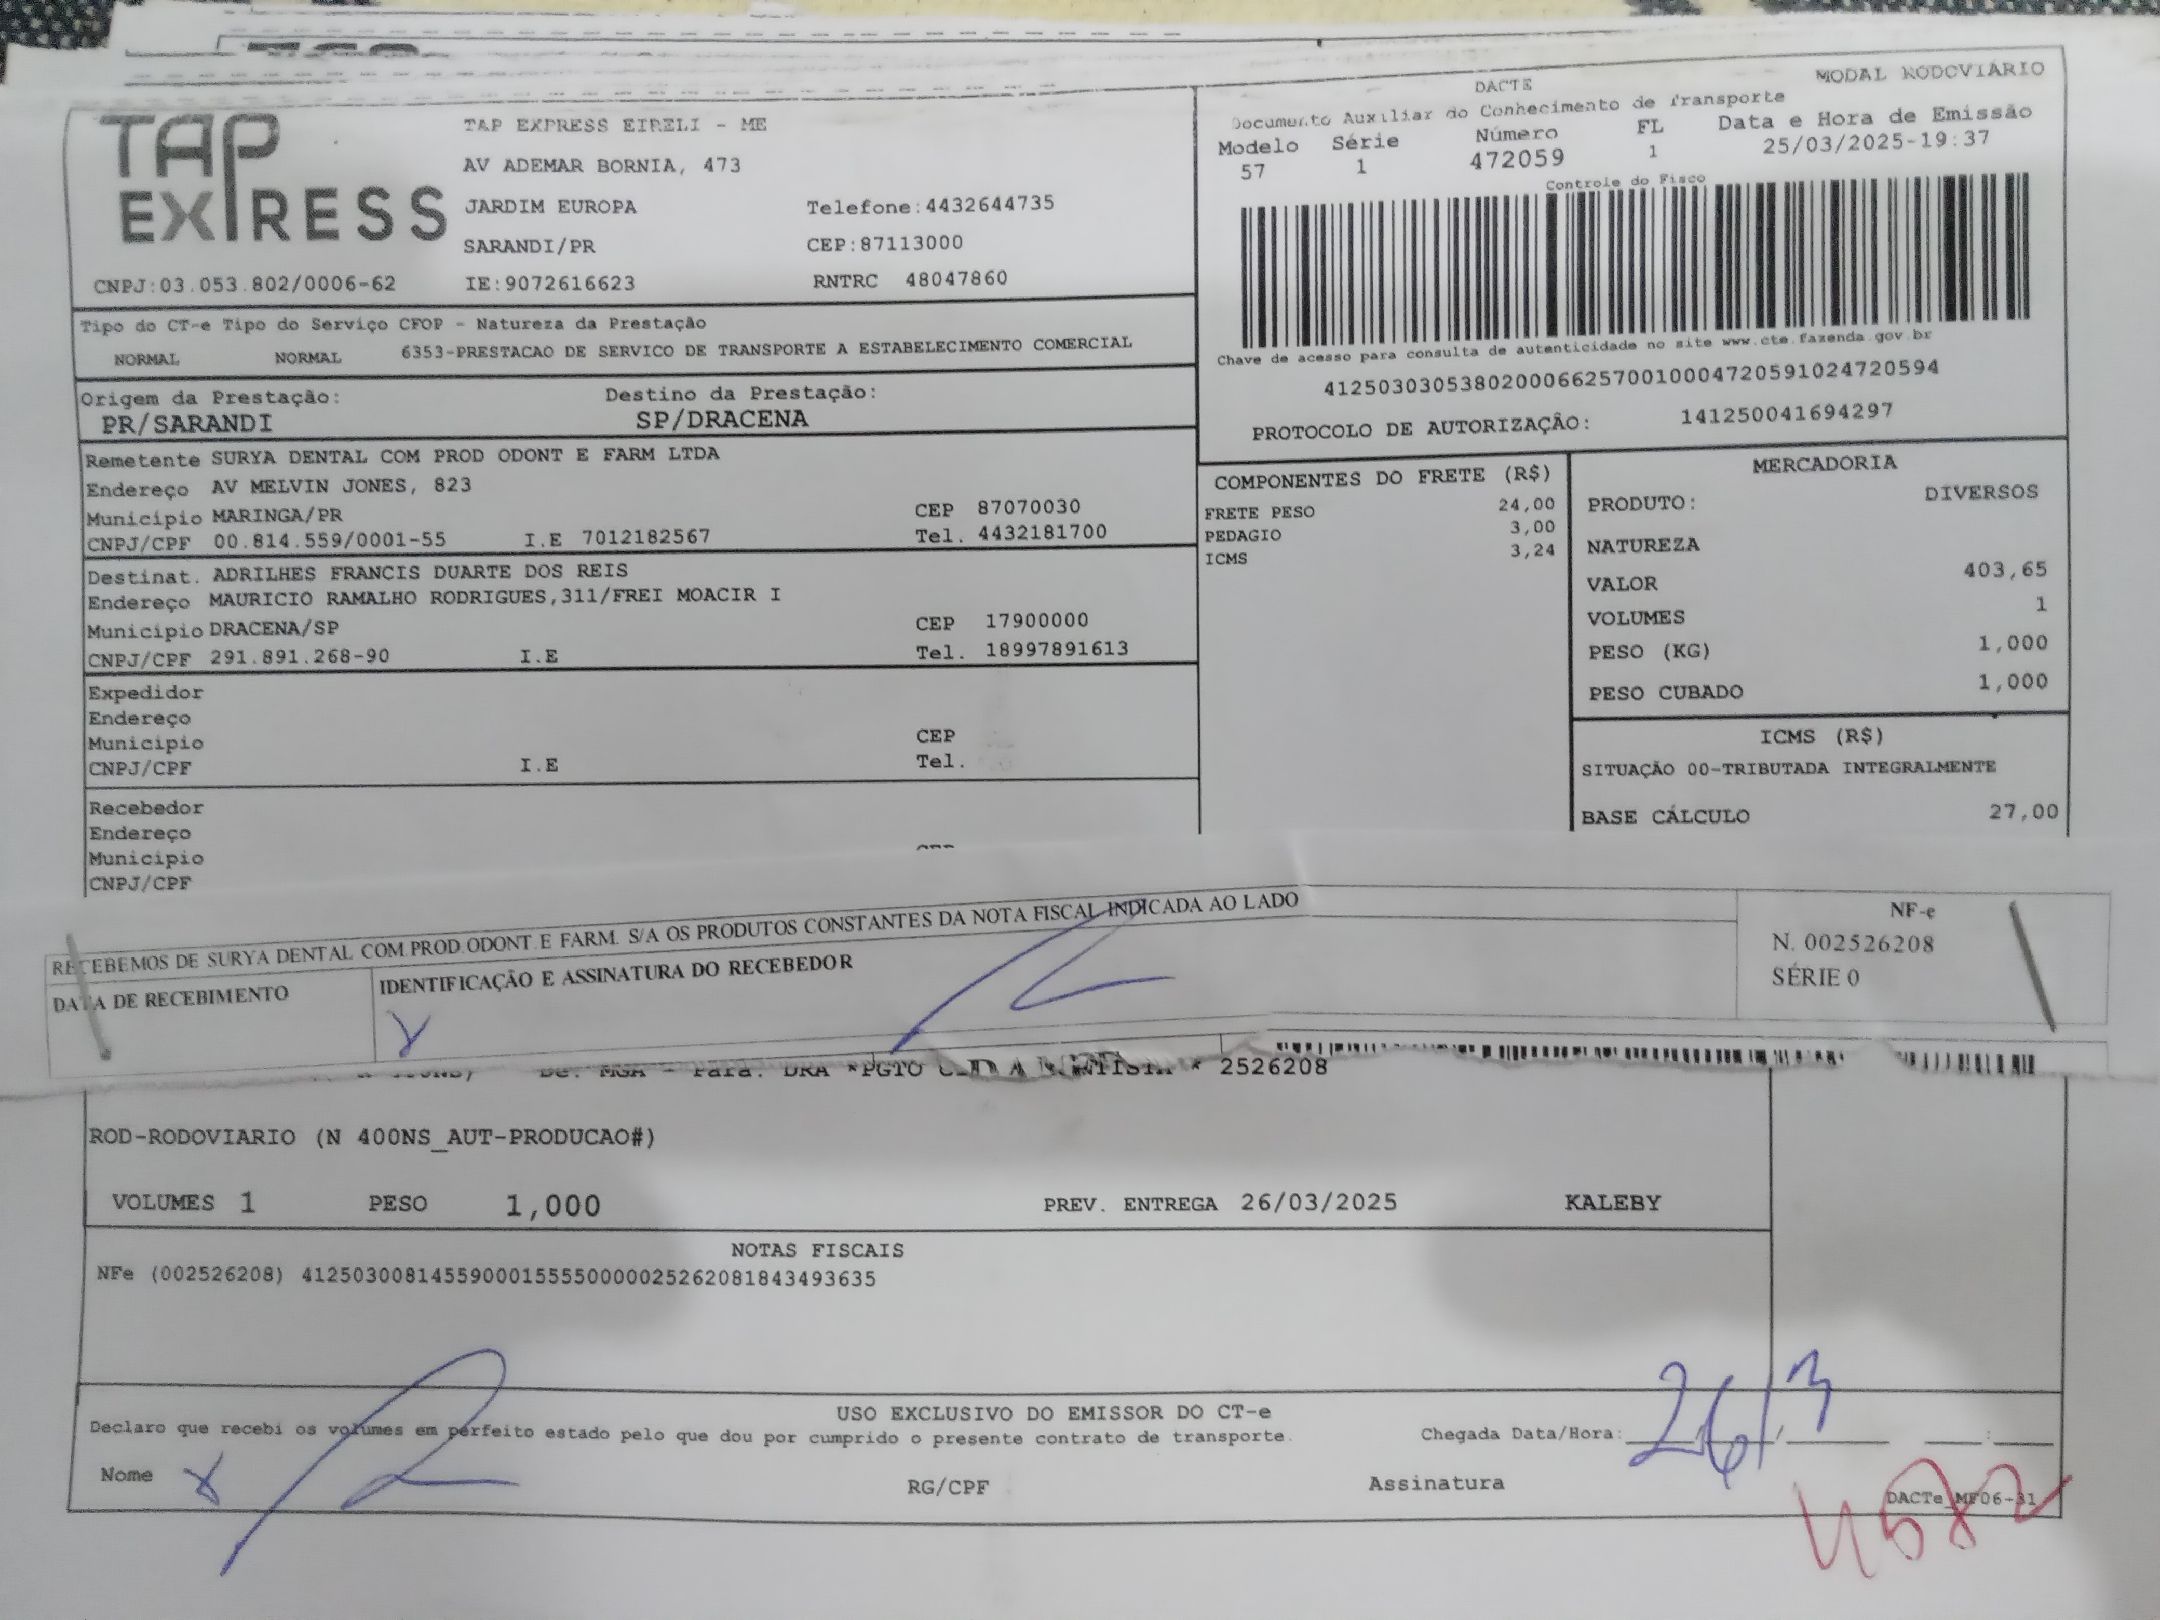 TAP EXPRESS
TAP EXPRESS EIRELI - ME
AV ADEMAR BORNIA, 473
JARDIM EUROPA Telefone:4432644735
SARANDI/PR CEP:87113000
CNPJ:03.053.802/0006-62 IE:9072616623 RNTRC 48047860
MODAL RODOVIÁRIO
DACTE
Documento Auxiliar do Conhecimento de Transporte
Modelo Série Número FL Data e Hora de Emissão
57 1 472059 1 25/03/2025-19:37
Controle do Fisco
Chave de acesso para consulta de autenticidade no site www.cte.fazenda.gov.br
41250303053802000662570010004720591024720594
PROTOCOLO DE AUTORIZAÇÃO: 141250041694297
Tipo do CT-e Tipo do Serviço CFOP - Natureza da Prestação
NORMAL NORMAL 6353-PRESTACAO DE SERVICO DE TRANSPORTE A ESTABELECIMENTO COMERCIAL
Origem da Prestação: Destino da Prestação:
PR/SARANDI SP/DRACENA
Remetente SURYA DENTAL COM PROD ODONT E FARM LTDA
Endereço AV MELVIN JONES, 823
Municipio MARINGA/PR CEP 87070030
CNPJ/CPF 00.814.559/0001-55 I.E 7012182567 Tel. 4432181700
Destinat. ADRILHES FRANCIS DUARTE DOS REIS
Endereço MAURICIO RAMALHO RODRIGUES,311/FREI MOACIR I
Municipio DRACENA/SP CEP 17900000
CNPJ/CPF 291.891.268-90 I.E Tel. 18997891613
Expedidor
Endereço
Municipio CEP
CNPJ/CPF I.E Tel.
Recebedor
Endereço
Municipio
CNPJ/CPF
COMPONENTES DO FRETE (R$)
FRETE PESO 24,00
PEDAGIO 3,00
ICMS 3,24
MERCADORIA
PRODUTO: DIVERSOS
NATUREZA
VALOR 403,65
VOLUMES 1
PESO (KG) 1,000
PESO CUBADO 1,000
ICMS (R$)
SITUAÇÃO 00-TRIBUTADA INTEGRALMENTE
BASE CÁLCULO 27,00
RECEBEMOS DE SURYA DENTAL COM.PROD.ODONT.E FARM. S/A OS PRODUTOS CONSTANTES DA NOTA FISCAL INDICADA AO LADO
DATA DE RECEBIMENTO IDENTIFICAÇÃO E ASSINATURA DO RECEBEDOR
NF-e
N. 002526208
SÉRIE 0
De: MGA - Para: DRA *PGTO * 2526208
ROD-RODOVIARIO (N 400NS_AUT-PRODUCAO#)
VOLUMES 1 PESO 1,000 PREV. ENTREGA 26/03/2025 KALEBY
NOTAS FISCAIS
NFe (002526208) 41250300814559000155550000025262081843493635
USO EXCLUSIVO DO EMISSOR DO CT-e
Declaro que recebi os volumes em perfeito estado pelo que dou por cumprido o presente contrato de transporte. Chegada Data/Hora: 26/3
Nome RG/CPF Assinatura
DACTe_MF06-31